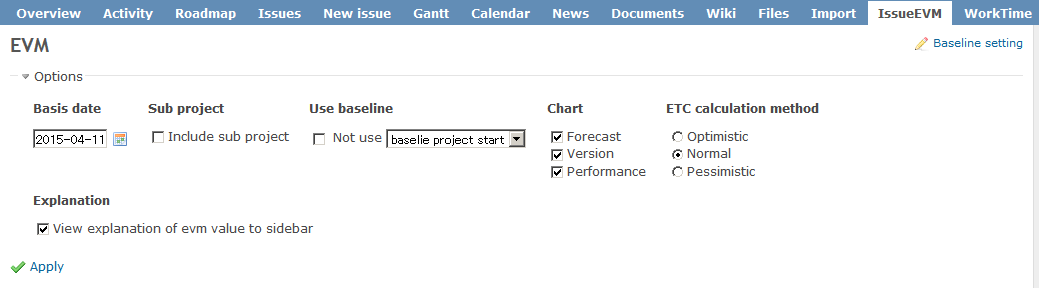 Overview Activity Roadmap Issues New issue Gantt Calendar News Documents Wiki Files Import IssueEVM WorkTime
EVM
Baseline setting
Options
Basis date Sub project Use baseline Chart ETC calculation method
2015-04-11 Include sub project Not use baselie project start Forecast Optimistic
Version Normal
Performance Pessimistic
Explanation
View explanation of evm value to sidebar
Apply